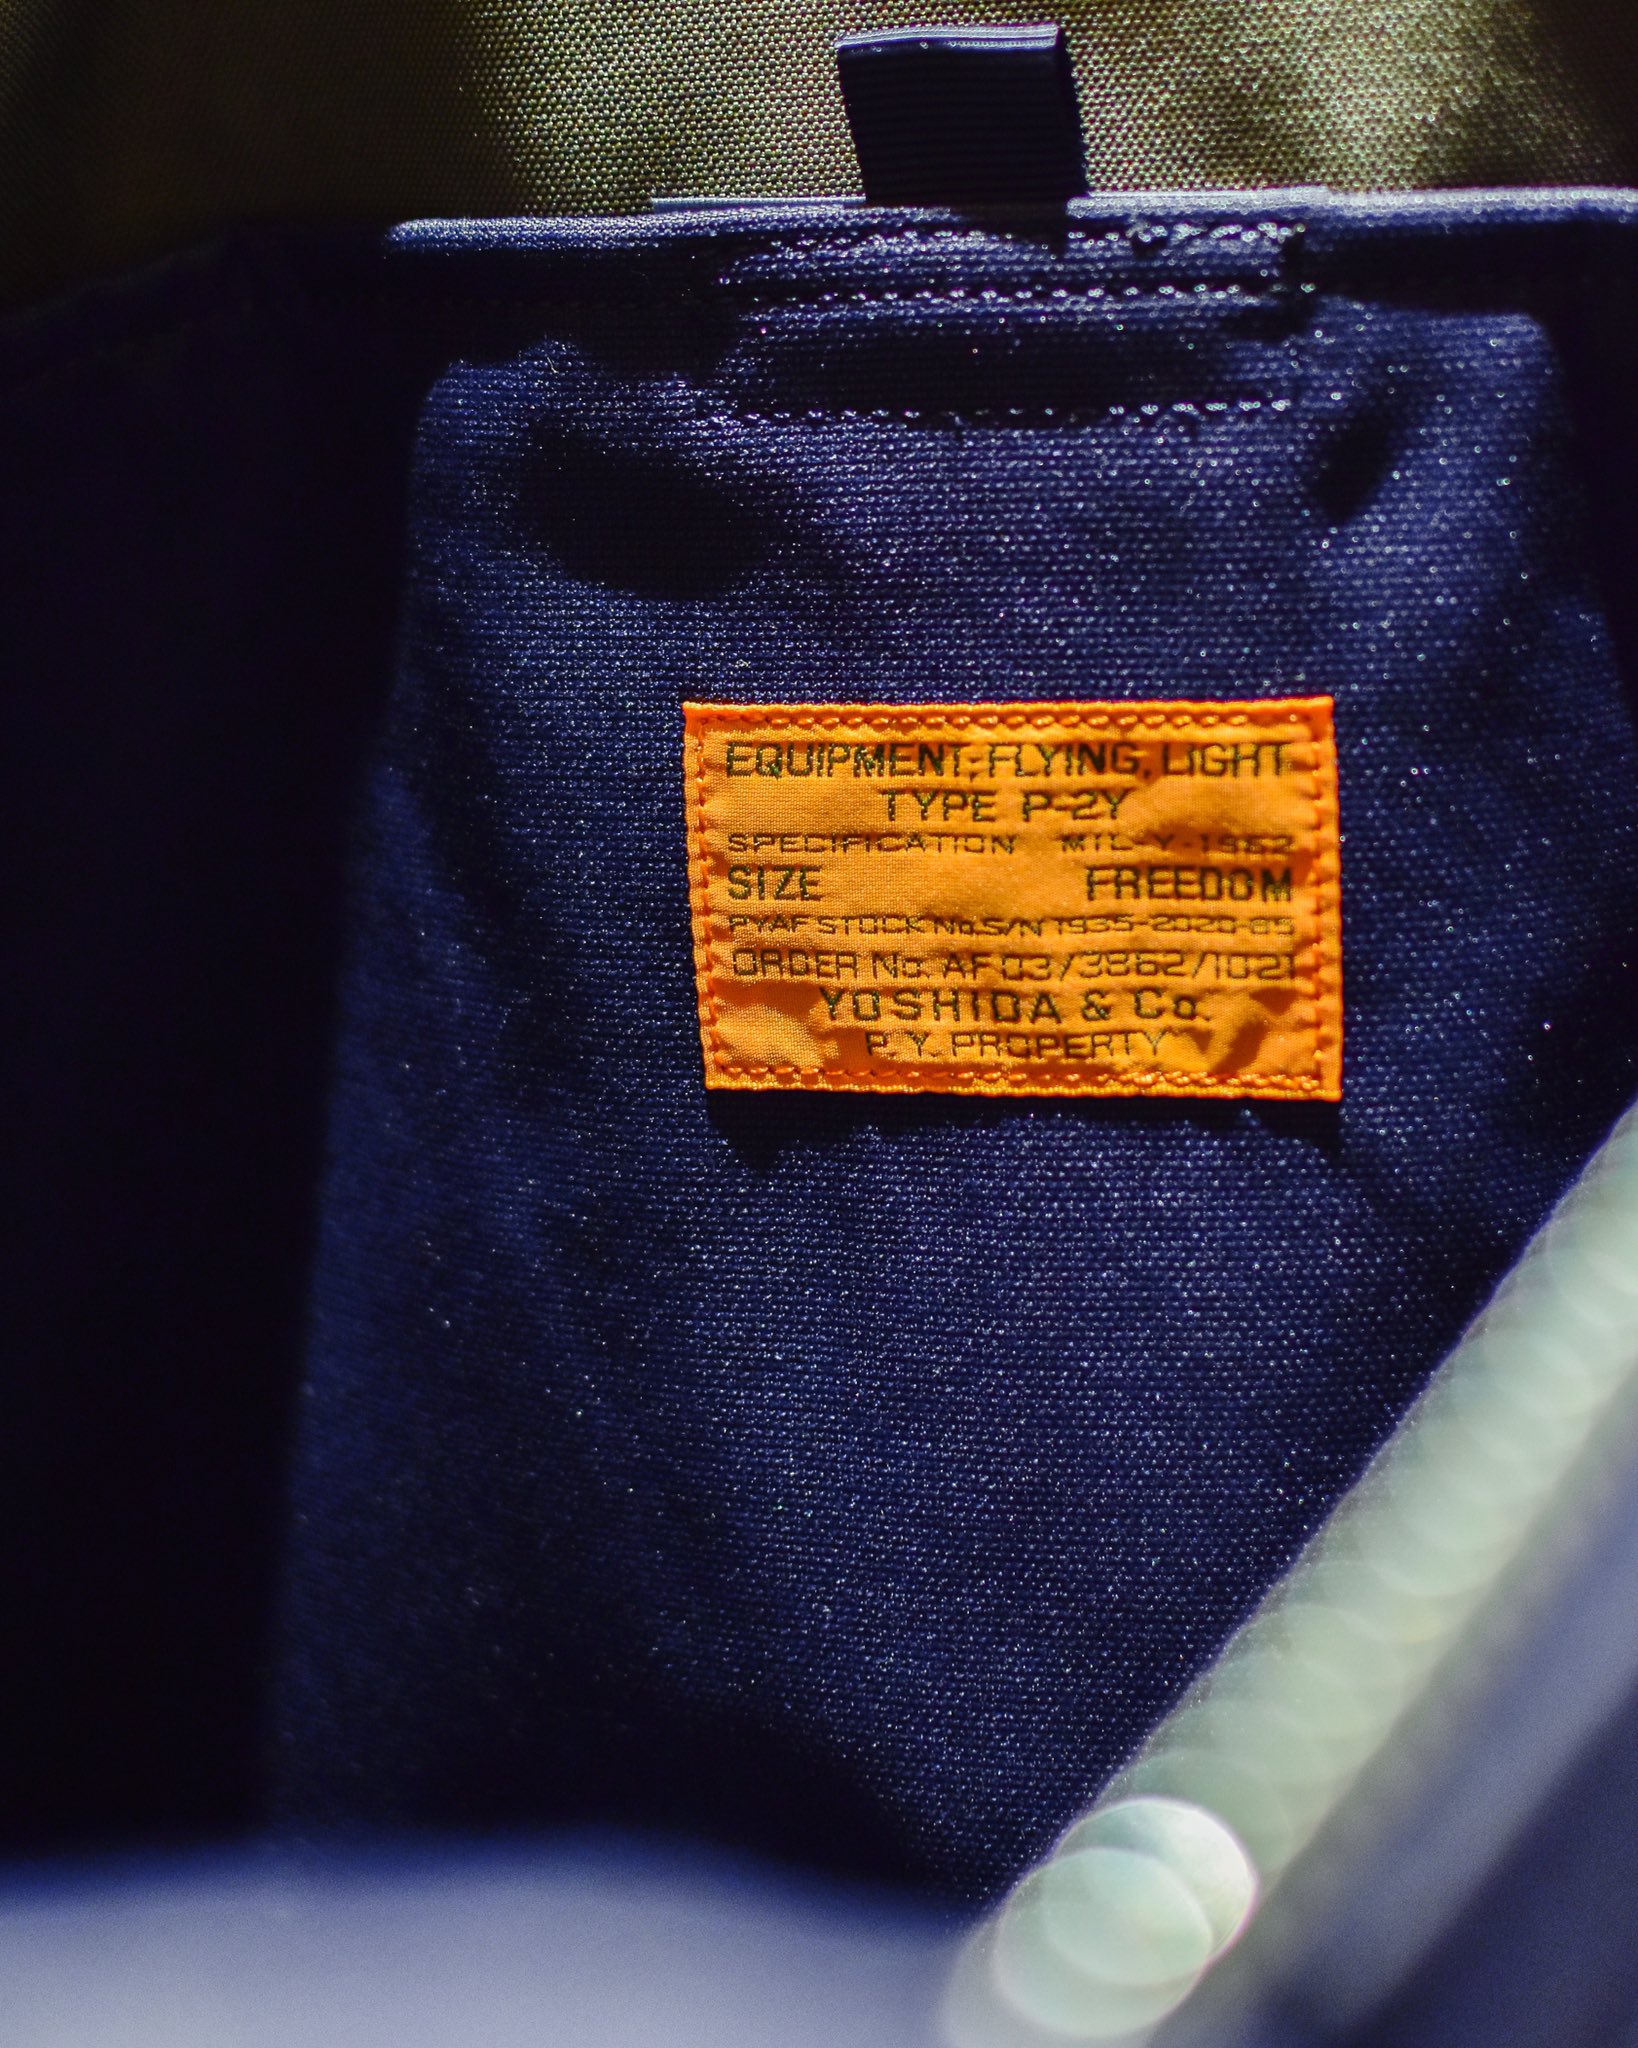 EQUIPMENT, FLYING, LIGHT
TYPE P-2Y
SPECIFICATION MIL-Y-1962
SIZE FREEDOM
PYAF STOCK No. S/N 1935-2020-85
ORDER No. AF 03/3862/1021
YOSHIDA & Co.
P. Y. PROPERTY